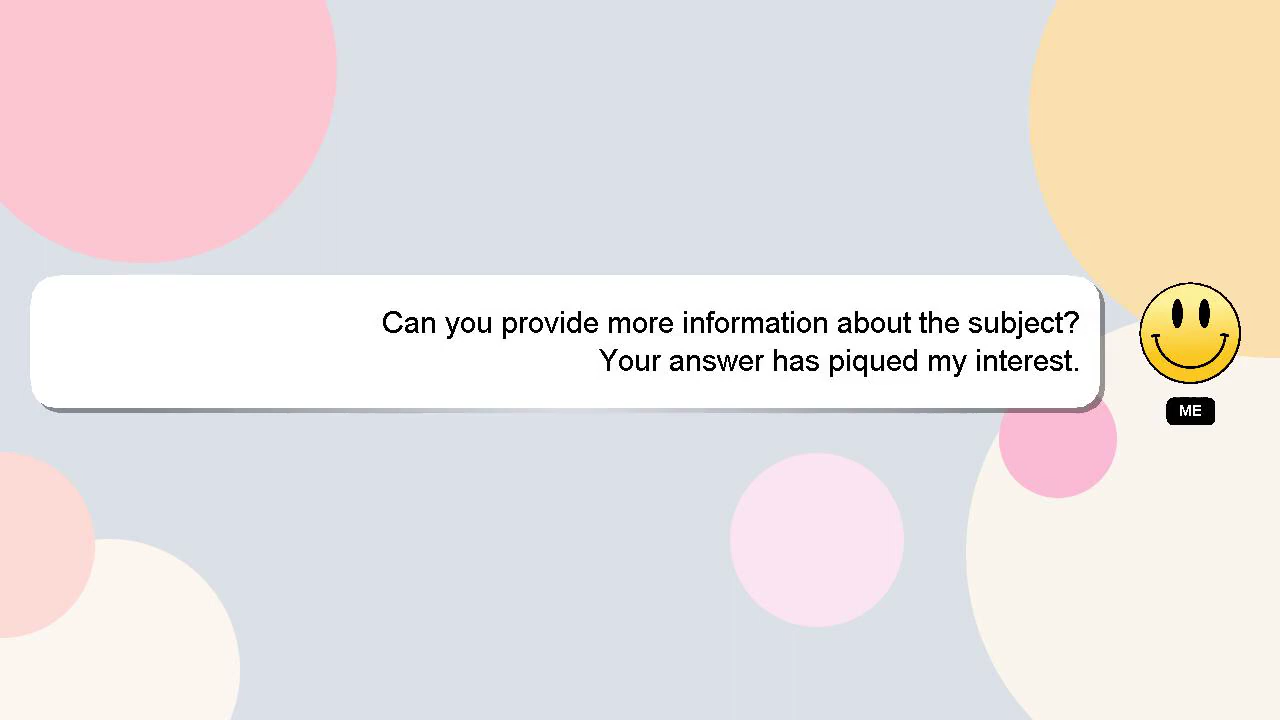 Can you provide more information about the subject?
Your answer has piqued my interest.
ME